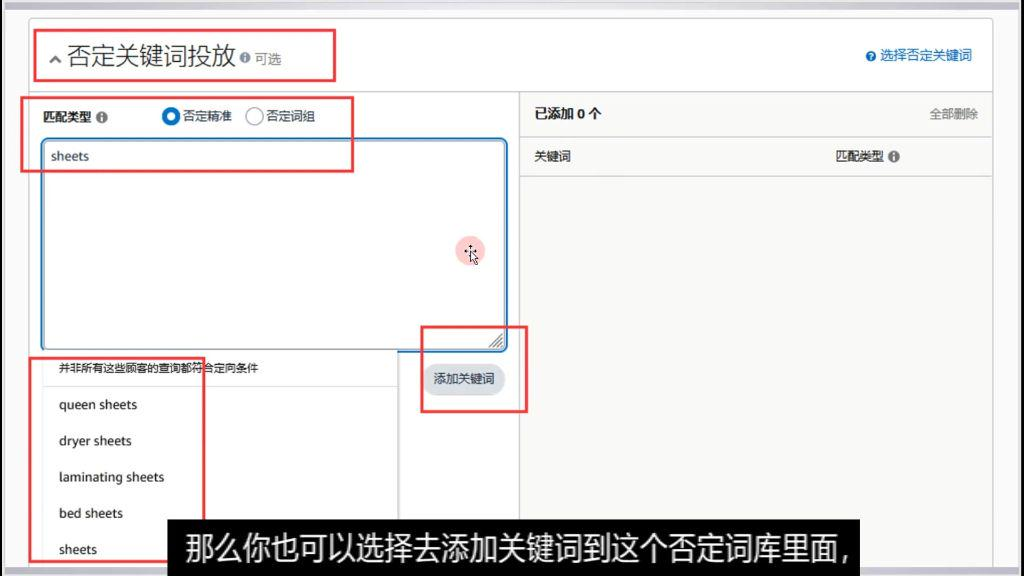 否定关键词投放 可选
选择否定关键词
匹配类型 否定精准 否定词组
sheets
已添加 0 个
全部删除
关键词
匹配类型
添加关键词
并非所有这些顾客的查询都符合定向条件
queen sheets
dryer sheets
laminating sheets
bed sheets
sheets
那么你也可以选择去添加关键词到这个否定词库里面，